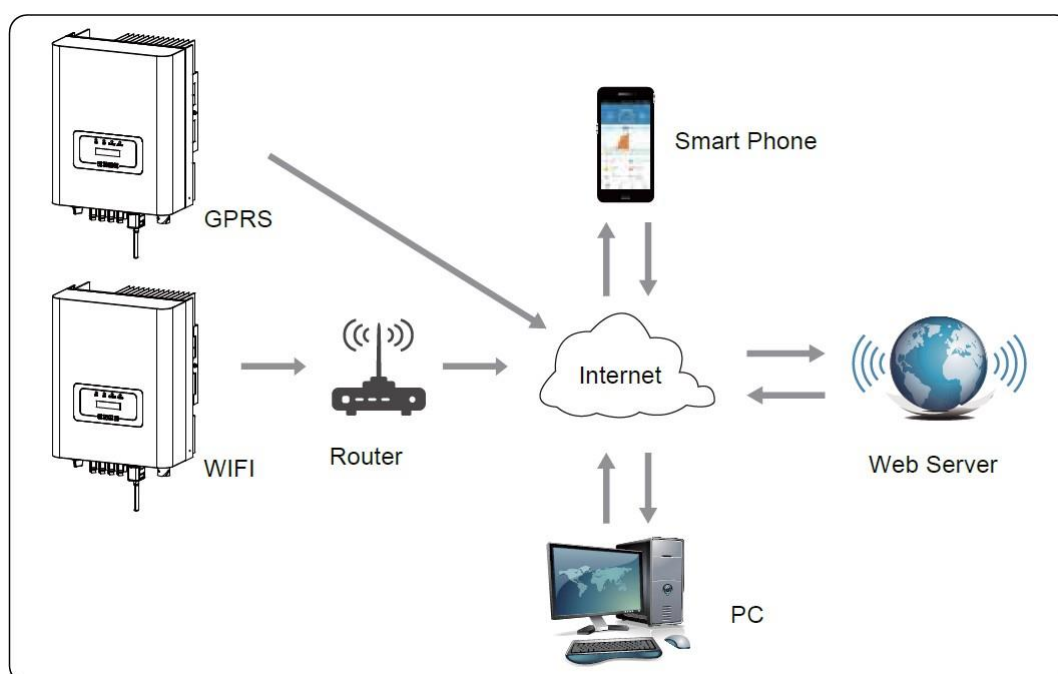 Smart Phone
GPRS
Internet
WIFI
Router
Web Server
PC